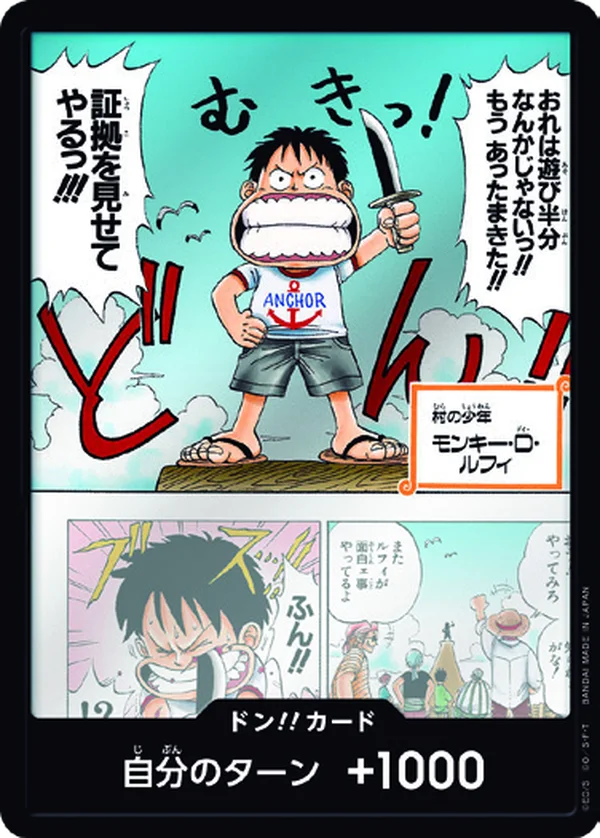 おれは遊び半分
なんかじゃないっ!!
もう あったまきた!!
むきっ!
証拠を見せて
やるっ!!!
ANCHOR
どん!!
村の少年
モンキー・D・
ルフィ
また
ルフィが
面白ェ事
やってるよ
やってみろ
がな!
ブスッ!!
ふん!!
!?
ドン!!カード
自分のターン +1000
BANDAI MADE IN JAPAN